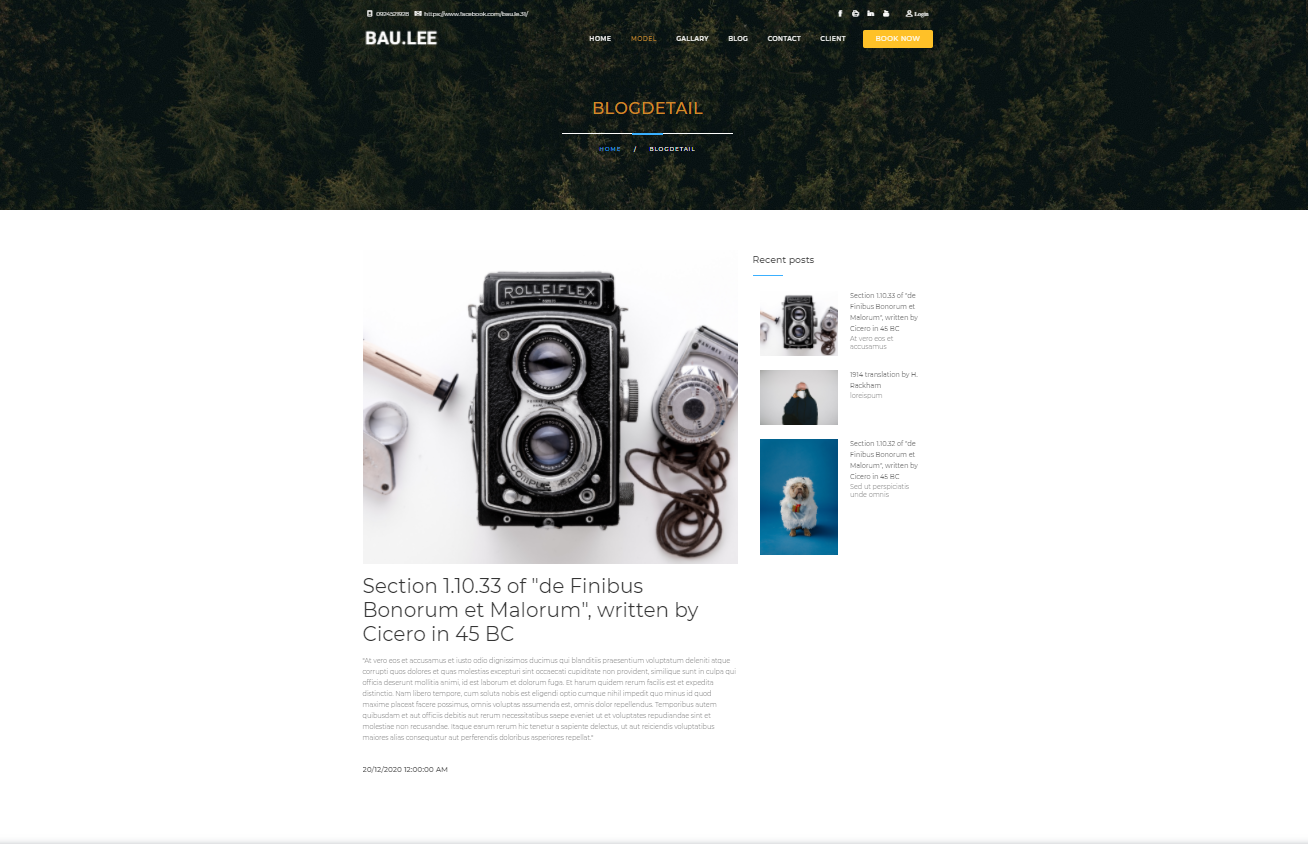 0924521928 https://www.facebook.com/bau.le.31/
Login
BAU.LEE
HOME MODEL GALLARY BLOG CONTACT CLIENT BOOK NOW
BLOGDETAIL
HOME / BLOGDETAIL
ROLLEIFLEX
COMPUR
Recent posts
Section 1.10.33 of "de
Finibus Bonorum et
Malorum", written by
Cicero in 45 BC
At vero eos et
accusamus
1914 translation by H.
Rackham
loreispum
Section 1.10.32 of "de
Finibus Bonorum et
Malorum", written by
Cicero in 45 BC
Sed ut perspiciatis
unde omnis
Section 1.10.33 of "de Finibus
Bonorum et Malorum", written by
Cicero in 45 BC
"At vero eos et accusamus et iusto odio dignissimos ducimus qui blanditiis praesentium voluptatum deleniti atque
corrupti quos dolores et quas molestias excepturi sint occaecati cupiditate non provident, similique sunt in culpa qui
officia deserunt mollitia animi, id est laborum et dolorum fuga. Et harum quidem rerum facilis est et expedita
distinctio. Nam libero tempore, cum soluta nobis est eligendi optio cumque nihil impedit quo minus id quod
maxime placeat facere possimus, omnis voluptas assumenda est, omnis dolor repellendus. Temporibus autem
quibusdam et aut officiis debitis aut rerum necessitatibus saepe eveniet ut et voluptates repudiandae sint et
molestiae non recusandae. Itaque earum rerum hic tenetur a sapiente delectus, ut aut reiciendis voluptatibus
maiores alias consequatur aut perferendis doloribus asperiores repellat."
20/12/2020 12:00:00 AM